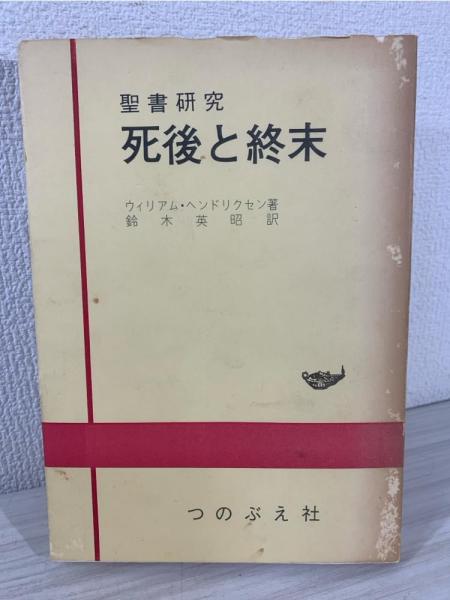 聖書研究
死後と終末
ウィリアム・ヘンドリクセン著
鈴木英昭訳
つのぶえ社